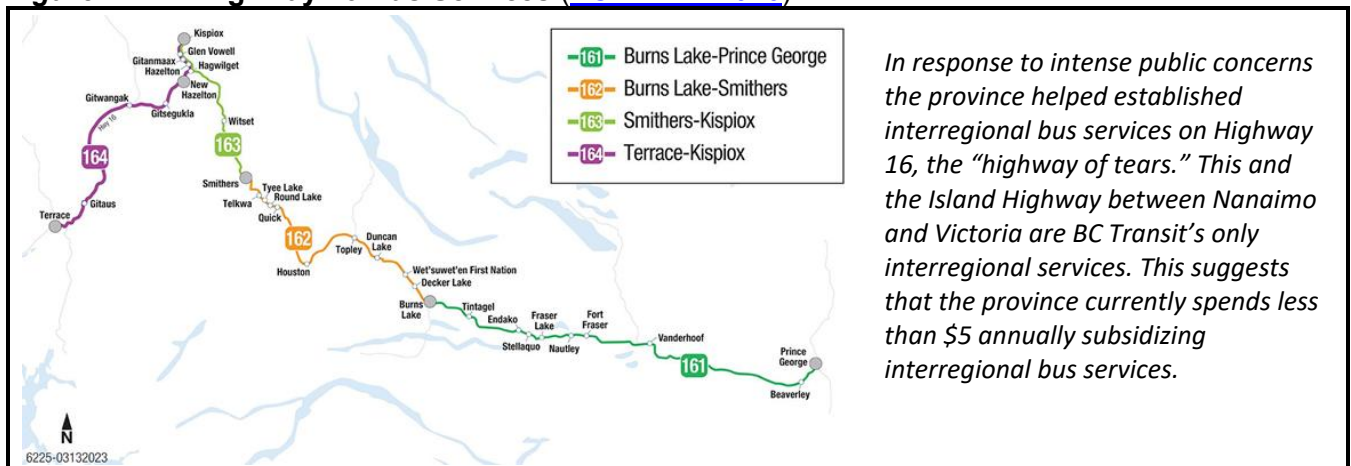 Figure Highway Services
Kispiox
Glen Vowell
Gitanmaax
Hagwilget
Hazelton
New
Hazelton
Gitwangak
Gitsegukla
Hwy 16
Witset
163
164
Smithers
Tyee Lake
Round Lake
Telkwa
Quick
Gitaus
Terrace
162
Duncan
Lake
Topley
Houston
Wet'suwet'en First Nation
Decker Lake
Burns
Lake
Tintagel
Endako
Fraser
Lake
Fort
Fraser
Stellaquo
Nautley
Vanderhoof
161
Prince
George
Beaverley
N
6225-03132023
161 Burns Lake-Prince George
162 Burns Lake-Smithers
163 Smithers-Kispiox
164 Terrace-Kispiox
In response to intense public concerns
the province helped established
interregional bus services on Highway
16, the “highway of tears.” This and
the Island Highway between Nanaimo
and Victoria are BC Transit’s only
interregional services. This suggests
that the province currently spends less
than $5 annually subsidizing
interregional bus services.